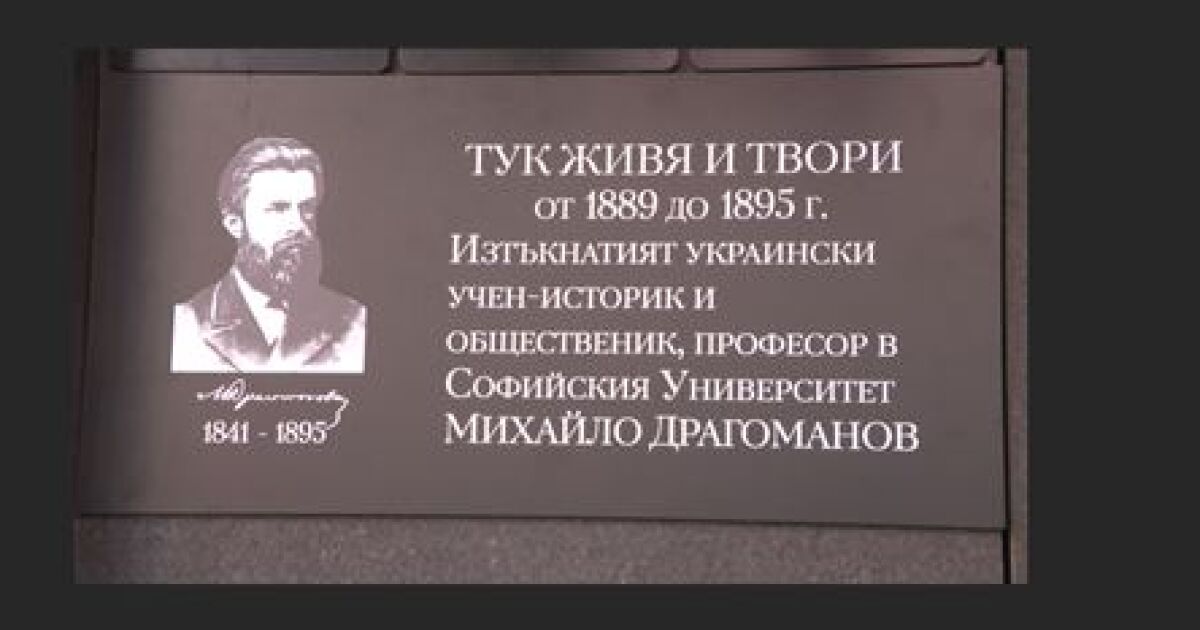 ТУК ЖИВЯ И ТВОРИ
ОТ 1889 ДО 1895 Г.
ИЗТЪКНАТИЯТ УКРАИНСКИ
УЧЕН-ИСТОРИК И
ОБЩЕСТВЕНИК, ПРОФЕСОР В
СОФИЙСКИЯ УНИВЕРСИТЕТ
МИХАЙЛО ДРАГОМАНОВ
1841 - 1895